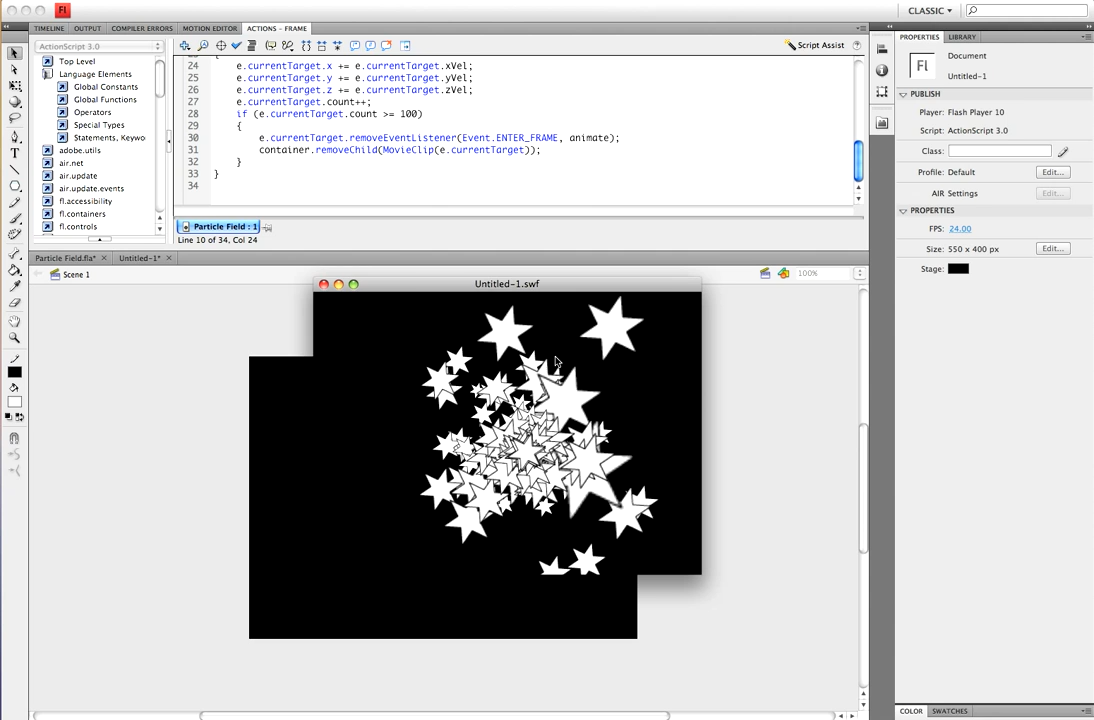 Fl
CLASSIC
TIMELINE OUTPUT COMPILER ERRORS MOTION EDITOR ACTIONS – FRAME
PROPERTIES LIBRARY
ActionScript 3.0
Script Assist
Top Level
Language Elements
Global Constants
Global Functions
Operators
Special Types
Statements, Keywo
adobe.utils
air.net
air.update
air.update.events
fl.accessibility
fl.containers
fl.controls
24 e.currentTarget.x += e.currentTarget.xVel;
25 e.currentTarget.y += e.currentTarget.yVel;
26 e.currentTarget.z += e.currentTarget.zVel;
27 e.currentTarget.count++;
28 if (e.currentTarget.count >= 100)
29 {
30 e.currentTarget.removeEventListener(Event.ENTER_FRAME, animate);
31 container.removeChild(MovieClip(e.currentTarget));
32 }
33 }
34
Particle Field : 1
Line 10 of 34, Col 24
Particle Field.fla* Untitled-1*
Scene 1
100%
Untitled-1.swf
Fl
Document
Untitled-1
PUBLISH
Player: Flash Player 10
Script: ActionScript 3.0
Class:
Profile: Default Edit...
AIR Settings Edit...
PROPERTIES
FPS: 24.00
Size: 550 x 400 px Edit...
Stage:
COLOR SWATCHES